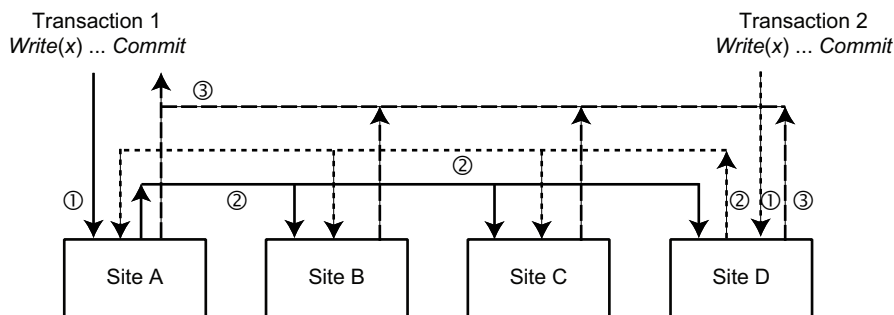 Transaction 1
Write(x) ... Commit
Transaction 2
Write(x) ... Commit
③
②
① ② ② ① ③
Site A Site B Site C Site D